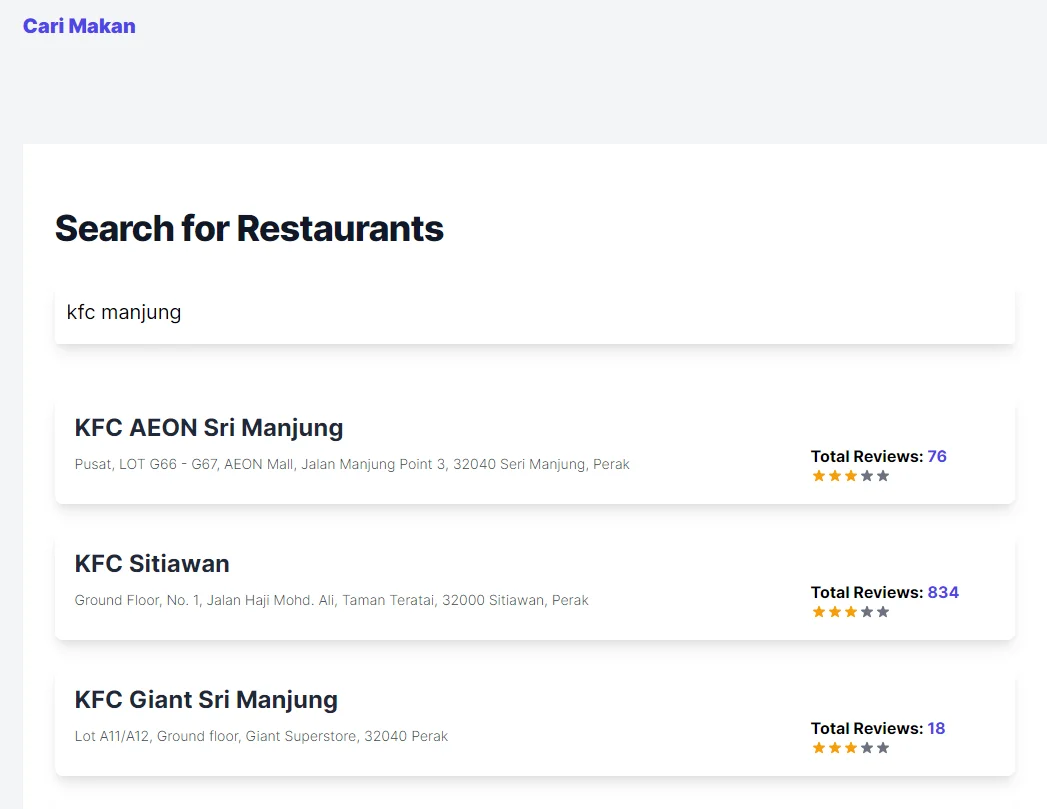 Cari Makan
Search for Restaurants
kfc manjung
KFC AEON Sri Manjung
Pusat, LOT G66 - G67, AEON Mall, Jalan Manjung Point 3, 32040 Seri Manjung, Perak
Total Reviews: 76
KFC Sitiawan
Ground Floor, No. 1, Jalan Haji Mohd. Ali, Taman Teratai, 32000 Sitiawan, Perak
Total Reviews: 834
KFC Giant Sri Manjung
Lot A11/A12, Ground floor, Giant Superstore, 32040 Perak
Total Reviews: 18